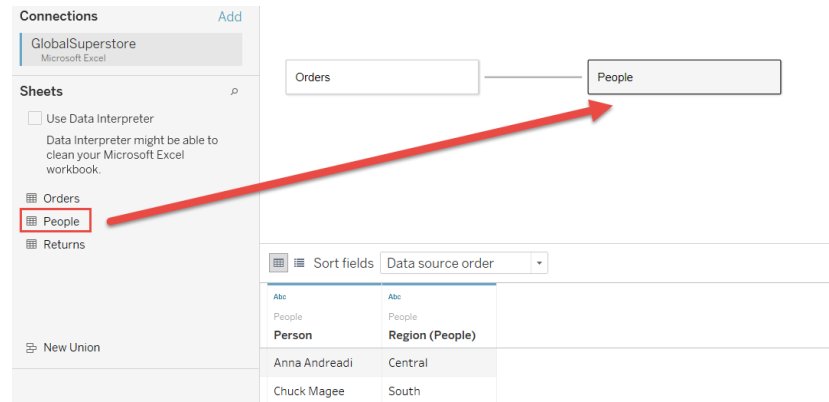 Connections Add
GlobalSuperstore
Microsoft Excel
Sheets
Use Data Interpreter
Data Interpreter might be able to
clean your Microsoft Excel
workbook.
Orders
People
Returns
New Union
Orders People
Sort fields Data source order
Abc Abc
People People
Person Region (People)
Anna Andreadi Central
Chuck Magee South